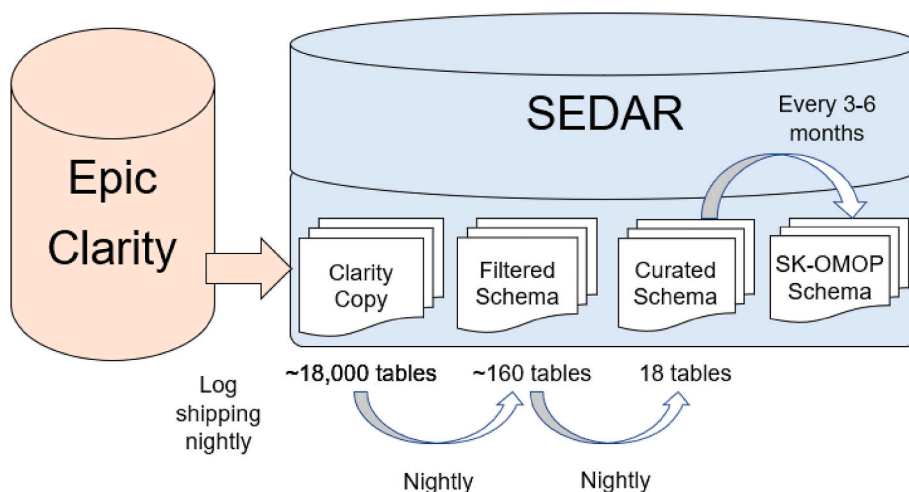 Epic
Clarity
SEDAR
Every 3-6
months
Clarity
Copy
Filtered
Schema
Curated
Schema
SK-OMOP
Schema
Log
shipping
nightly
~18,000 tables
~160 tables
18 tables
Nightly
Nightly